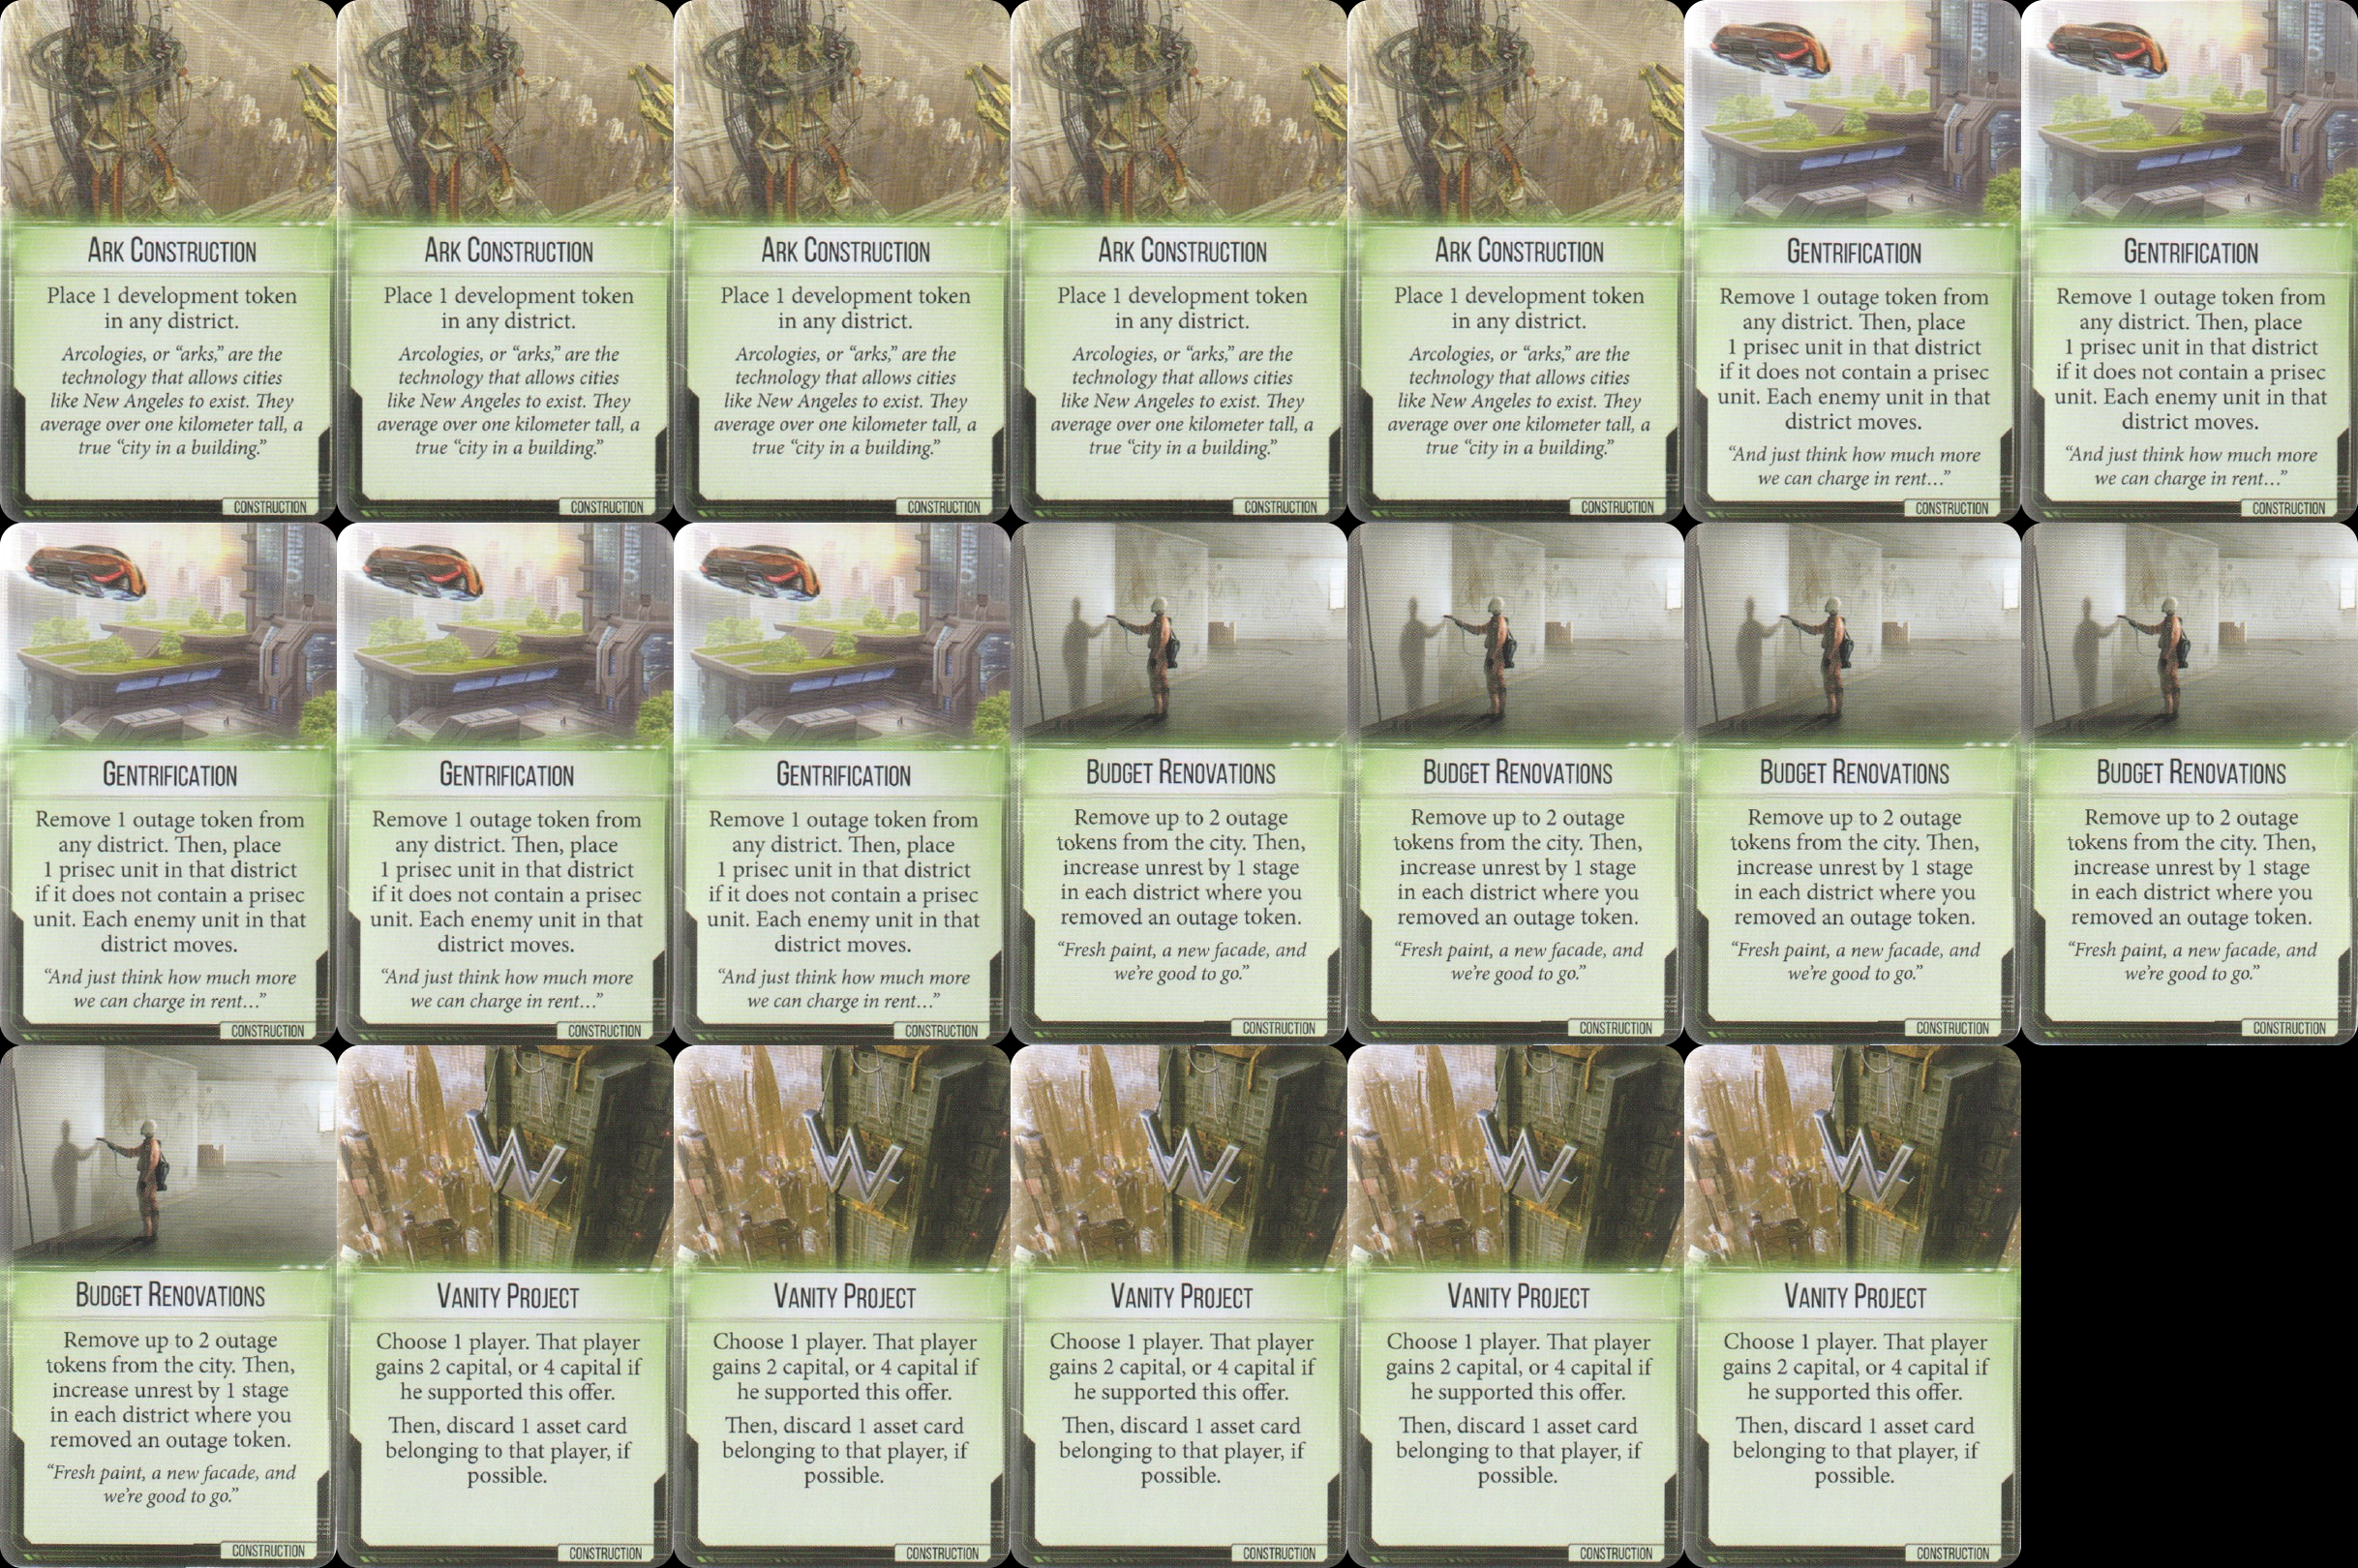 ARK CONSTRUCTION
Place 1 development token
in any district.
Arcologies, or “arks,” are the
technology that allows cities
like New Angeles to exist. They
average over one kilometer tall, a
true “city in a building.”
CONSTRUCTION
ARK CONSTRUCTION
Place 1 development token
in any district.
Arcologies, or “arks,” are the
technology that allows cities
like New Angeles to exist. They
average over one kilometer tall, a
true “city in a building.”
CONSTRUCTION
ARK CONSTRUCTION
Place 1 development token
in any district.
Arcologies, or “arks,” are the
technology that allows cities
like New Angeles to exist. They
average over one kilometer tall, a
true “city in a building.”
CONSTRUCTION
ARK CONSTRUCTION
Place 1 development token
in any district.
Arcologies, or “arks,” are the
technology that allows cities
like New Angeles to exist. They
average over one kilometer tall, a
true “city in a building.”
CONSTRUCTION
ARK CONSTRUCTION
Place 1 development token
in any district.
Arcologies, or “arks,” are the
technology that allows cities
like New Angeles to exist. They
average over one kilometer tall, a
true “city in a building.”
CONSTRUCTION
GENTRIFICATION
Remove 1 outage token from
any district. Then, place
1 prisec unit in that district
if it does not contain a prisec
unit. Each enemy unit in that
district moves.
“And just think how much more
we can charge in rent…”
CONSTRUCTION
GENTRIFICATION
Remove 1 outage token from
any district. Then, place
1 prisec unit in that district
if it does not contain a prisec
unit. Each enemy unit in that
district moves.
“And just think how much more
we can charge in rent…”
CONSTRUCTION
GENTRIFICATION
Remove 1 outage token from
any district. Then, place
1 prisec unit in that district
if it does not contain a prisec
unit. Each enemy unit in that
district moves.
“And just think how much more
we can charge in rent…”
CONSTRUCTION
GENTRIFICATION
Remove 1 outage token from
any district. Then, place
1 prisec unit in that district
if it does not contain a prisec
unit. Each enemy unit in that
district moves.
“And just think how much more
we can charge in rent…”
CONSTRUCTION
GENTRIFICATION
Remove 1 outage token from
any district. Then, place
1 prisec unit in that district
if it does not contain a prisec
unit. Each enemy unit in that
district moves.
“And just think how much more
we can charge in rent…”
CONSTRUCTION
BUDGET RENOVATIONS
Remove up to 2 outage
tokens from the city. Then,
increase unrest by 1 stage
in each district where you
removed an outage token.
“Fresh paint, a new facade, and
we’re good to go.”
CONSTRUCTION
BUDGET RENOVATIONS
Remove up to 2 outage
tokens from the city. Then,
increase unrest by 1 stage
in each district where you
removed an outage token.
“Fresh paint, a new facade, and
we’re good to go.”
CONSTRUCTION
BUDGET RENOVATIONS
Remove up to 2 outage
tokens from the city. Then,
increase unrest by 1 stage
in each district where you
removed an outage token.
“Fresh paint, a new facade, and
we’re good to go.”
CONSTRUCTION
BUDGET RENOVATIONS
Remove up to 2 outage
tokens from the city. Then,
increase unrest by 1 stage
in each district where you
removed an outage token.
“Fresh paint, a new facade, and
we’re good to go.”
CONSTRUCTION
BUDGET RENOVATIONS
Remove up to 2 outage
tokens from the city. Then,
increase unrest by 1 stage
in each district where you
removed an outage token.
“Fresh paint, a new facade, and
we’re good to go.”
CONSTRUCTION
W
VANITY PROJECT
Choose 1 player. That player
gains 2 capital, or 4 capital if
he supported this offer.
Then, discard 1 asset card
belonging to that player, if
possible.
CONSTRUCTION
W
VANITY PROJECT
Choose 1 player. That player
gains 2 capital, or 4 capital if
he supported this offer.
Then, discard 1 asset card
belonging to that player, if
possible.
CONSTRUCTION
W
VANITY PROJECT
Choose 1 player. That player
gains 2 capital, or 4 capital if
he supported this offer.
Then, discard 1 asset card
belonging to that player, if
possible.
CONSTRUCTION
W
VANITY PROJECT
Choose 1 player. That player
gains 2 capital, or 4 capital if
he supported this offer.
Then, discard 1 asset card
belonging to that player, if
possible.
CONSTRUCTION
W
VANITY PROJECT
Choose 1 player. That player
gains 2 capital, or 4 capital if
he supported this offer.
Then, discard 1 asset card
belonging to that player, if
possible.
CONSTRUCTION